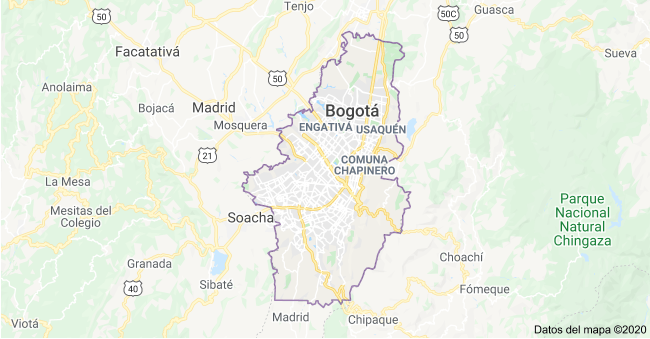 Tenjo
50
50C
Guasca
Facatativá
50
Sueva
Anolaima
50
Madrid
Bogotá
Bojacá
Mosquera
ENGATIVÁ
USAQUÉN
21
COMUNA
CHAPINERO
La Mesa
Parque
Nacional
Natural
Chingaza
Mesitas del
Colegio
Soacha
Choachí
Granada
Sibaté
40
Fómeque
Viotá
Madrid
Chipaque
Datos del mapa ©2020